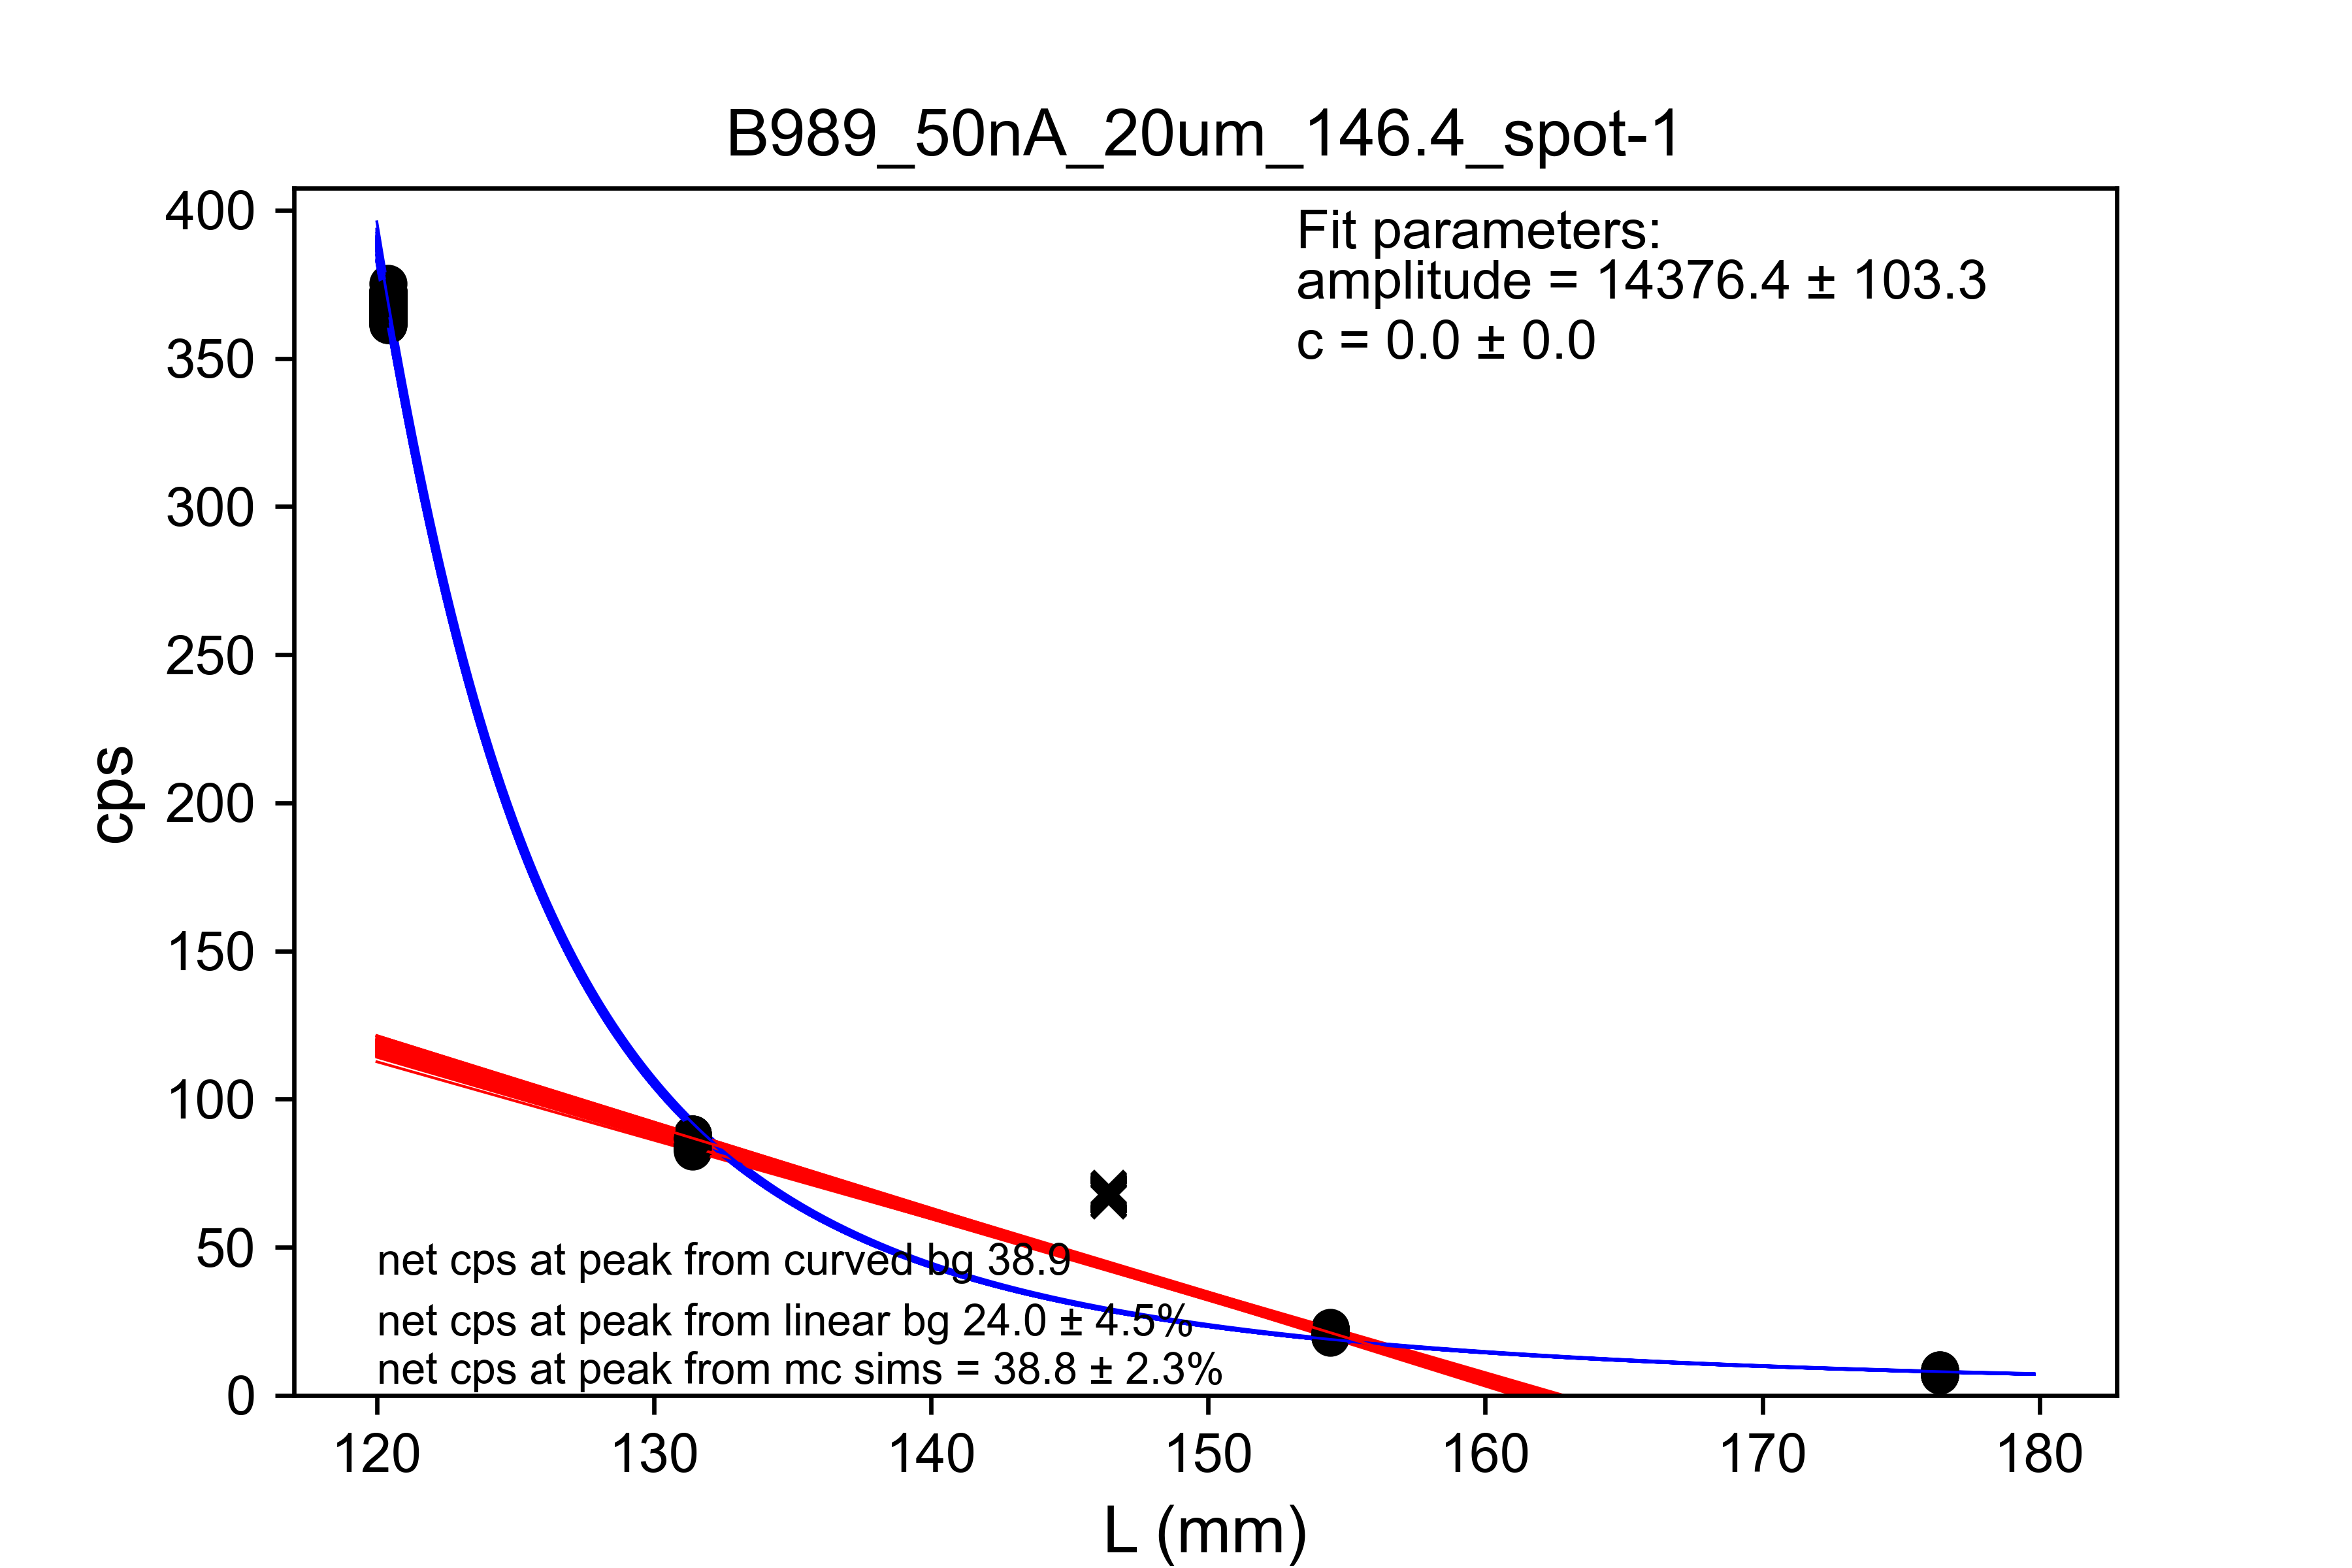 B989_50nA_20um_146.4_spot-1
Fit parameters:
amplitude = 14376.4 ± 103.3
c = 0.0 ± 0.0
400
350
300
250
200
150
100
50
0
cps
net cps at peak from curved bg 38.9
net cps at peak from linear bg 24.0 ± 4.5%
net cps at peak from mc sims = 38.8 ± 2.3%
120 130 140 150 160 170 180
L (mm)